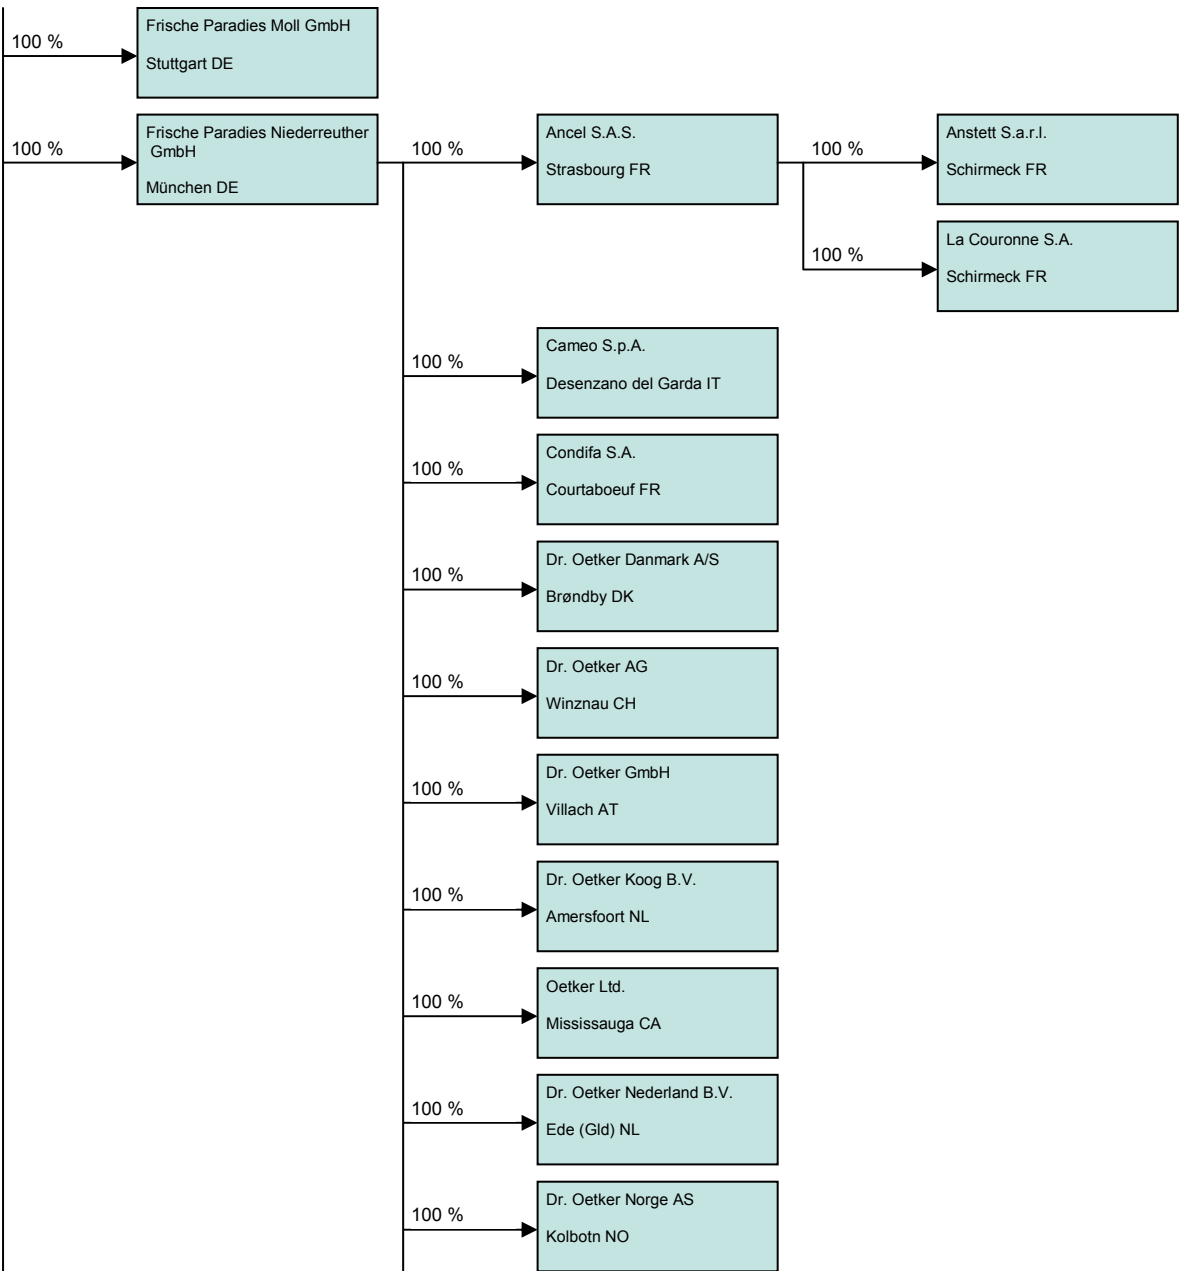 Frische Paradies Moll GmbH
100 %
Stuttgart DE
Frische Paradies Niederreuther
GmbH
100 %
München DE
Ancel S.A.S.
100 %
Strasbourg FR
Anstett S.a.r.l.
100 %
Schirmeck FR
La Couronne S.A.
100 %
Schirmeck FR
Cameo S.p.A.
100 %
Desenzano del Garda IT
Condifa S.A.
100 %
Courtaboeuf FR
Dr. Oetker Danmark A/S
100 %
Brøndby DK
Dr. Oetker AG
100 %
Winznau CH
Dr. Oetker GmbH
100 %
Villach AT
Dr. Oetker Koog B.V.
100 %
Amersfoort NL
Oetker Ltd.
100 %
Mississauga CA
Dr. Oetker Nederland B.V.
100 %
Ede (Gld) NL
Dr. Oetker Norge AS
100 %
Kolbotn NO